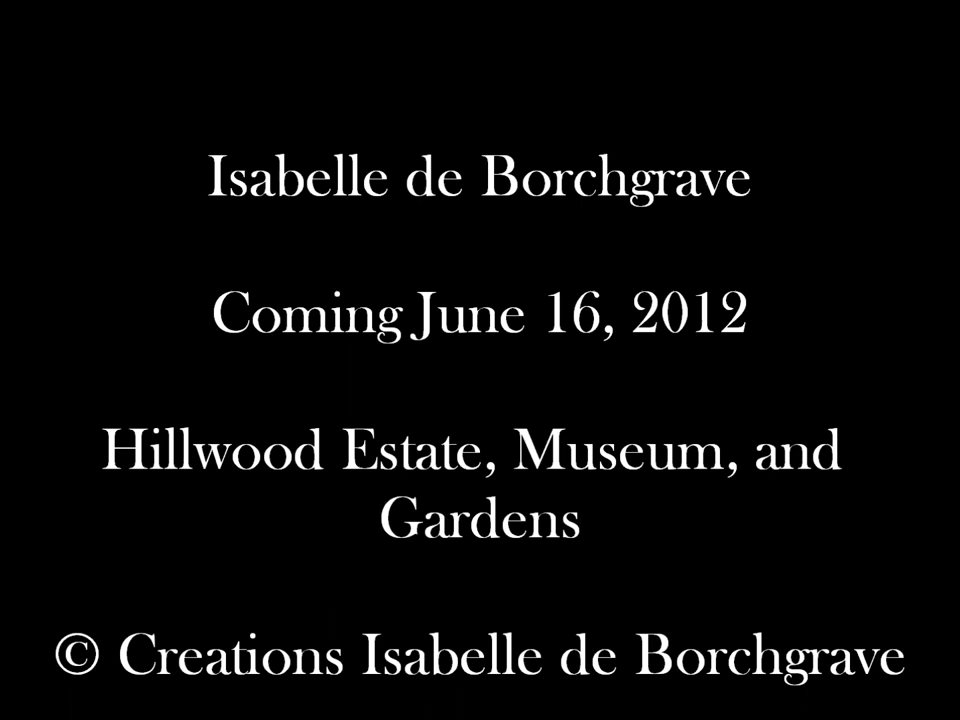 Isabelle de Borchgrave
Coming June 16, 2012
Hillwood Estate, Museum, and
Gardens
© Creations Isabelle de Borchgrave